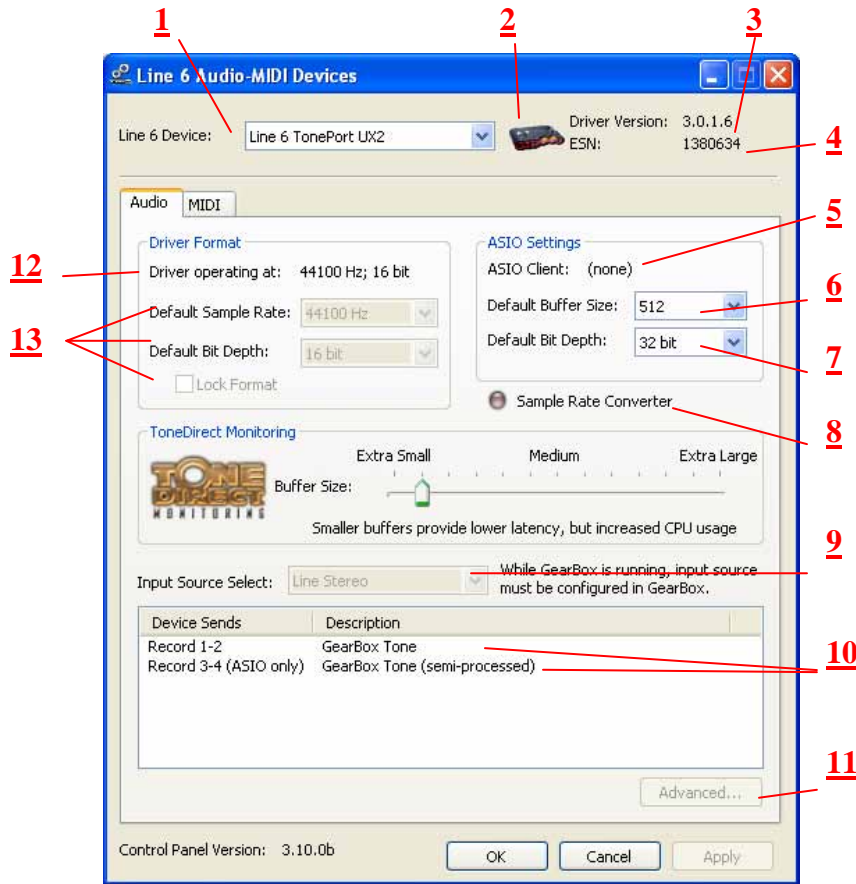 1
2
3
Line 6 Audio-MIDI Devices
Line 6 Device: Line 6 TonePort UX2
Driver Version: 3.0.1.6
ESN: 1380634
4
Audio MIDI
5
Driver Format
ASIO Settings
12
Driver operating at: 44100 Hz; 16 bit
ASIO Client: (none)
6
Default Sample Rate: 44100 Hz
Default Buffer Size: 512
13
Default Bit Depth: 16 bit
Default Bit Depth: 32 bit
7
Lock Format
Sample Rate Converter
8
ToneDirect Monitoring
Extra Small Medium Extra Large
TONE
DIRECT
MONITORING
Buffer Size:
Smaller buffers provide lower latency, but increased CPU usage
9
Input Source Select: Line Stereo
While GearBox is running, input source
must be configured in GearBox.
Device Sends Description
Record 1-2 GearBox Tone
Record 3-4 (ASIO only) GearBox Tone (semi-processed)
10
11
Advanced...
Control Panel Version: 3.10.0b
OK Cancel Apply